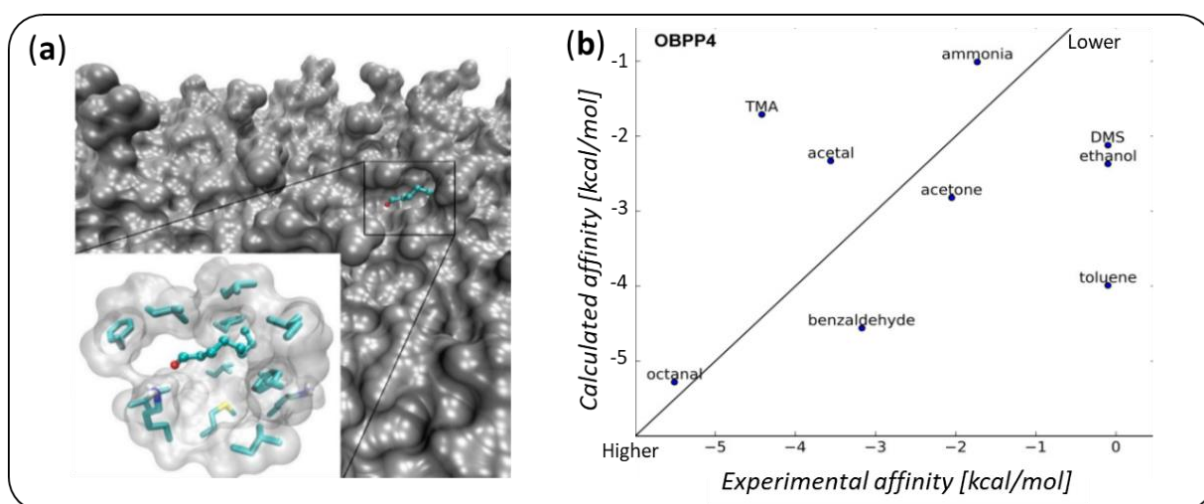 (a)
(b)
OBPP4
Lower
ammonia
-1
TMA
-2
DMS
acetal
ethanol
acetone
-3
toluene
-4
benzaldehyde
-5
octanal
Higher
−5 −4 −3 −2 −1 0
Calculated affinity [kcal/mol]
Experimental affinity [kcal/mol]